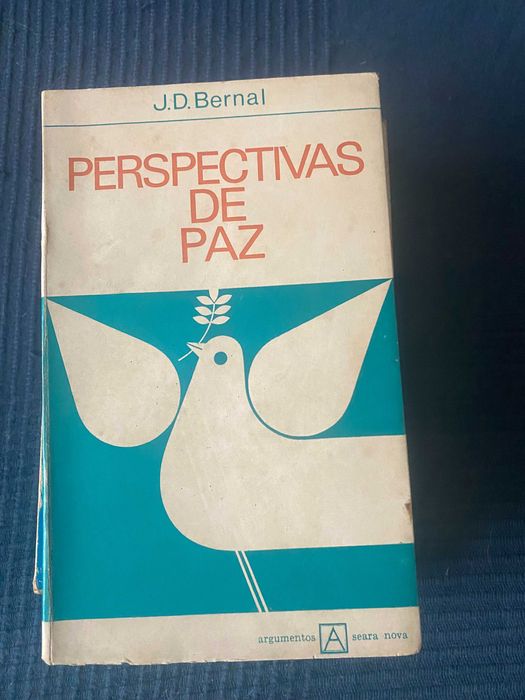 J.D.Bernal
PERSPECTIVAS
DE
PAZ
argumentos A seara nova